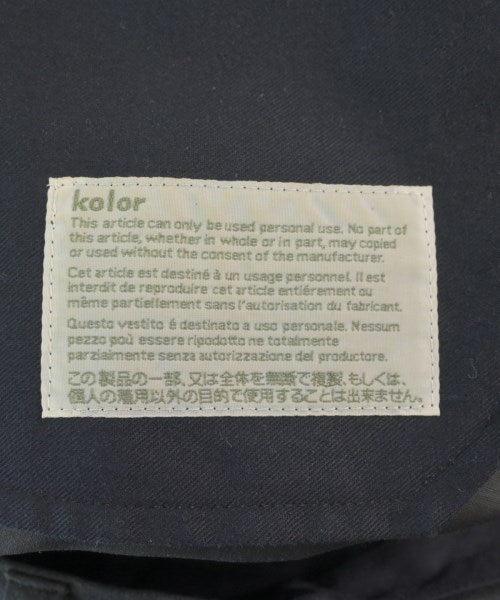 kolor
This article can only be used personal use. No part of
this article, whether in whole or in part, may copied
or used without the consent of the manufacturer.
Cet article est destiné à un usage personnel. Il est
interdit de reproduire cet article entiérement ou
même partiellement sans l'autorisation du fabricant.
Questo vestito é destinato a uso personale. Nessum
pezzo poù essere ripodotto ne totalmente
parzialmente senza autorizzazione del productore.
この製品の一部、又は全体を無断で複製、もしくは、
個人の着用以外の目的で使用することは出来ません。